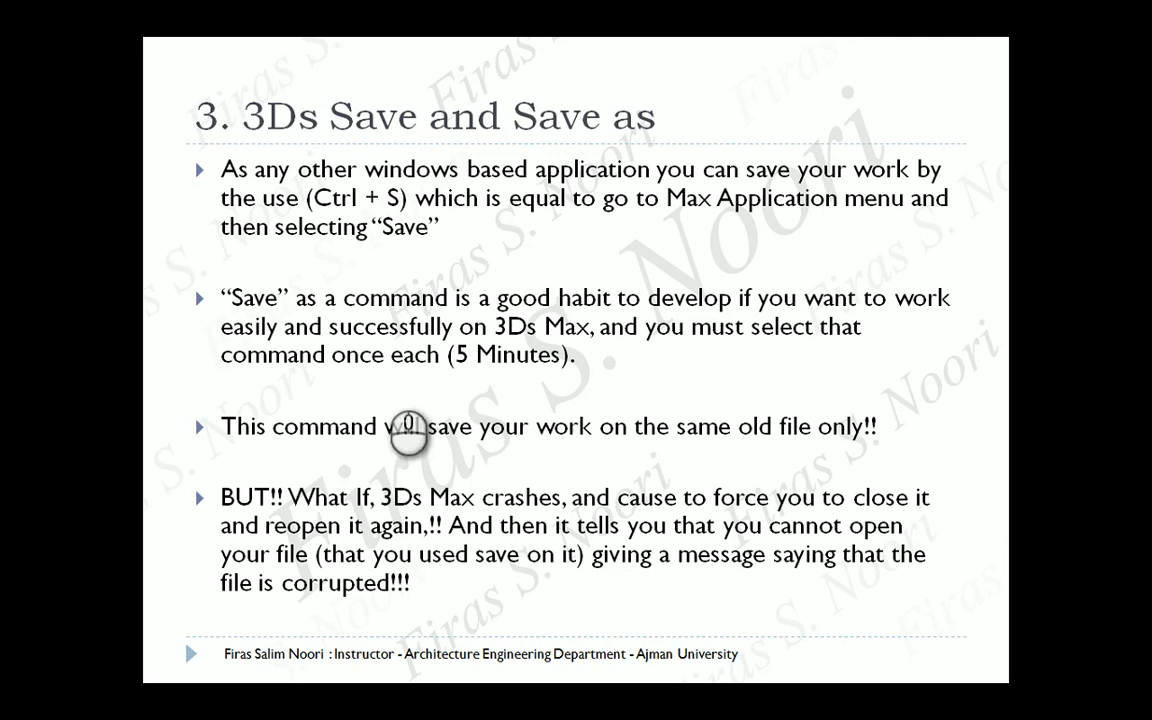 3. 3Ds Save and Save as
As any other windows based application you can save your work by
the use (Ctrl + S) which is equal to go to Max Application menu and
then selecting “Save”
“Save” as a command is a good habit to develop if you want to work
easily and successfully on 3Ds Max, and you must select that
command once each (5 Minutes).
This command save your work on the same old file only!!
BUT!! What If, 3Ds Max crashes, and cause to force you to close it
and reopen it again,!! And then it tells you that you cannot open
your file (that you used save on it) giving a message saying that the
file is corrupted!!!
Firas Salim Noori : Instructor - Architecture Engineering Department - Ajman University
Firas S. Noori